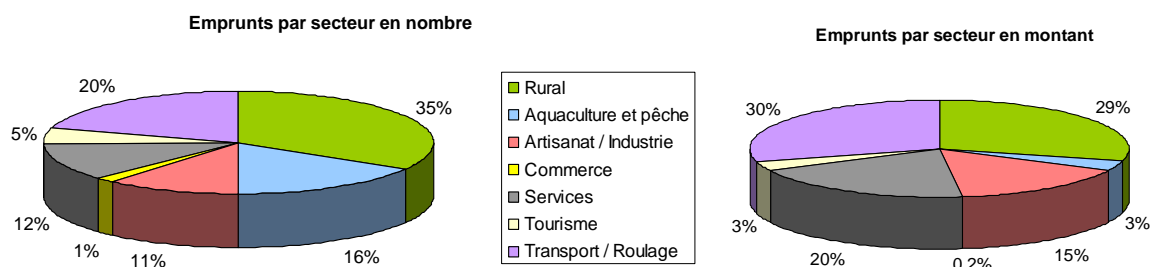 Emprunts par secteur en nombre
20%
35%
5%
12%
1%
11%
16%
Rural
Aquaculture et pêche
Artisanat / Industrie
Commerce
Services
Tourisme
Transport / Roulage
Emprunts par secteur en montant
30%
29%
3%
3%
20%
0,2%
15%